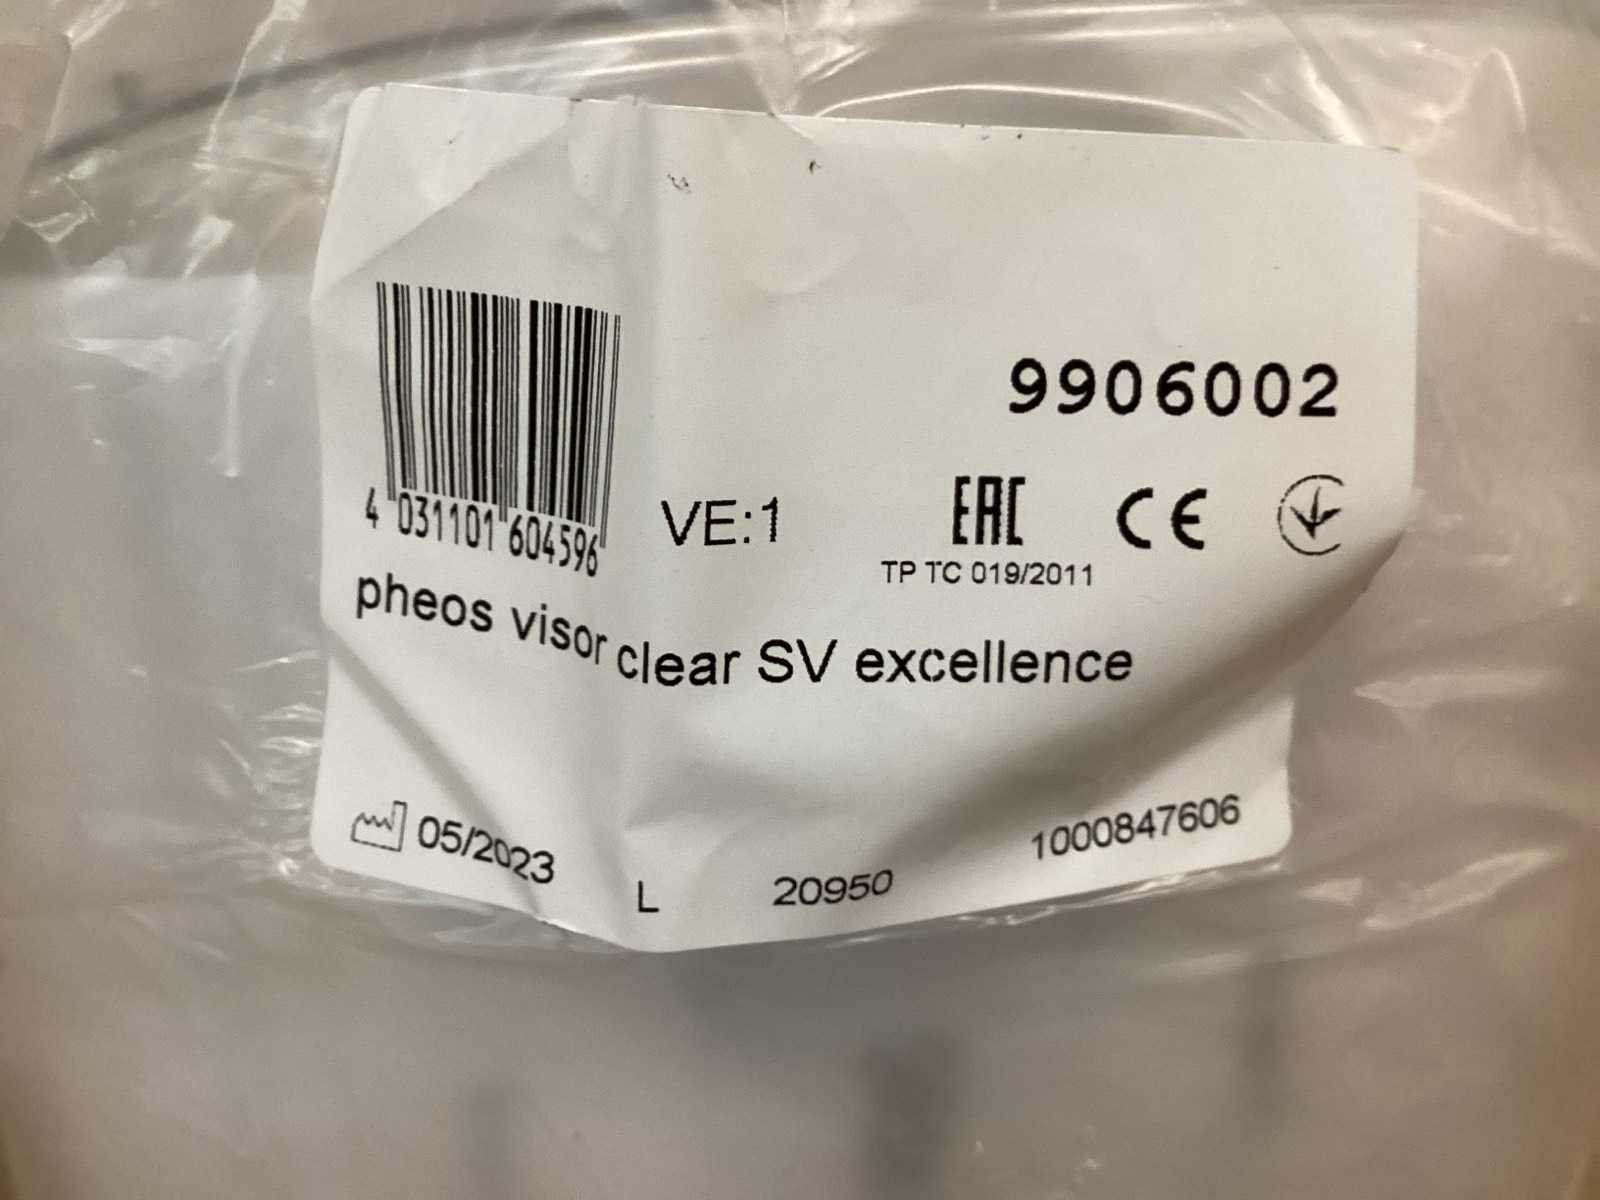 9906002
4 031101 604596
VE:1
EAC
CE
TP TC 019/2011
pheos visor clear SV excellence
05/2023
L
20950
1000847606